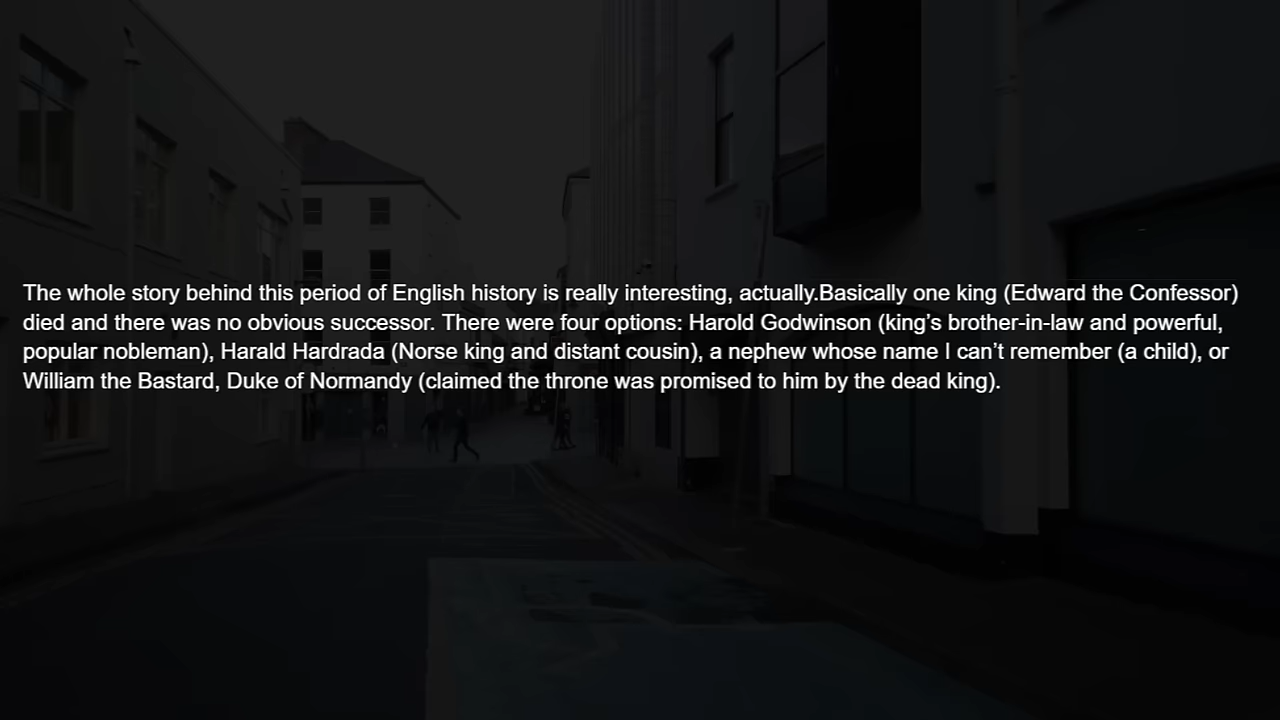 The whole story behind this period of English history is really interesting, actually.Basically one king (Edward the Confessor)
died and there was no obvious successor. There were four options: Harold Godwinson (king’s brother-in-law and powerful,
popular nobleman), Harald Hardrada (Norse king and distant cousin), a nephew whose name I can’t remember (a child), or
William the Bastard, Duke of Normandy (claimed the throne was promised to him by the dead king).